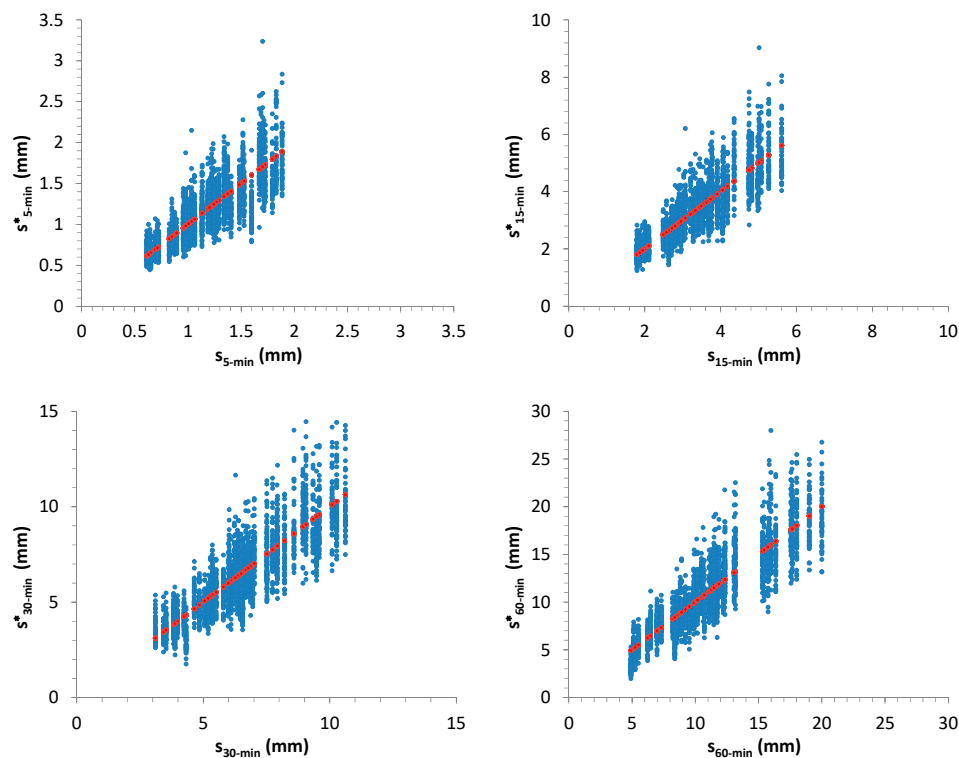 3.5
3
2.5
2
1.5
1
0.5
0
s*5-min (mm)
0 0.5 1 1.5 2 2.5 3 3.5
s5-min (mm)
10
8
6
4
2
0
s*15-min (mm)
0 2 4 6 8 10
s15-min (mm)
15
10
5
0
s*30-min (mm)
0 5 10 15
s30-min (mm)
30
25
20
15
10
5
0
s*60-min (mm)
0 5 10 15 20 25 30
s60-min (mm)